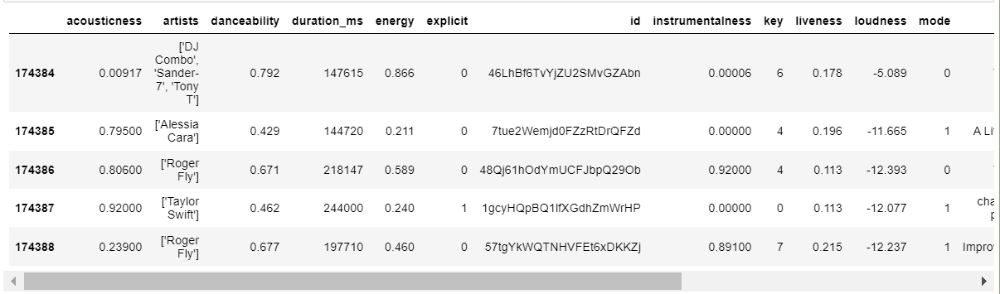 acousticness artists danceability duration_ms energy explicit id instrumentalness key liveness loudness mode
['DJ
Combo',
174384 0.00917 'Sander- 0.792 147615 0.866 0 46LhBf6TvYjZU2SMvGZAbn 0.00006 6 0.178 -5.089 0
7', 'Tony
T']
174385 0.79500 ['Alessia Cara'] 0.429 144720 0.211 0 7tue2Wemjd0FZzRtDrQFZd 0.00000 4 0.196 -11.665 1 A Li
174386 0.80600 ['Roger Fly'] 0.671 218147 0.589 0 48Qj61hOdYmUCFJbpQ29Ob 0.92000 4 0.113 -12.393 0
174387 0.92000 ['Taylor Swift'] 0.462 244000 0.240 1 1gcyHQpBQ1lfXGdhZmWrHP 0.00000 0 0.113 -12.077 1 cha p
174388 0.23900 ['Roger Fly'] 0.677 197710 0.460 0 57tgYkWQTNHVFEt6xDKKZj 0.89100 7 0.215 -12.237 1 Improv